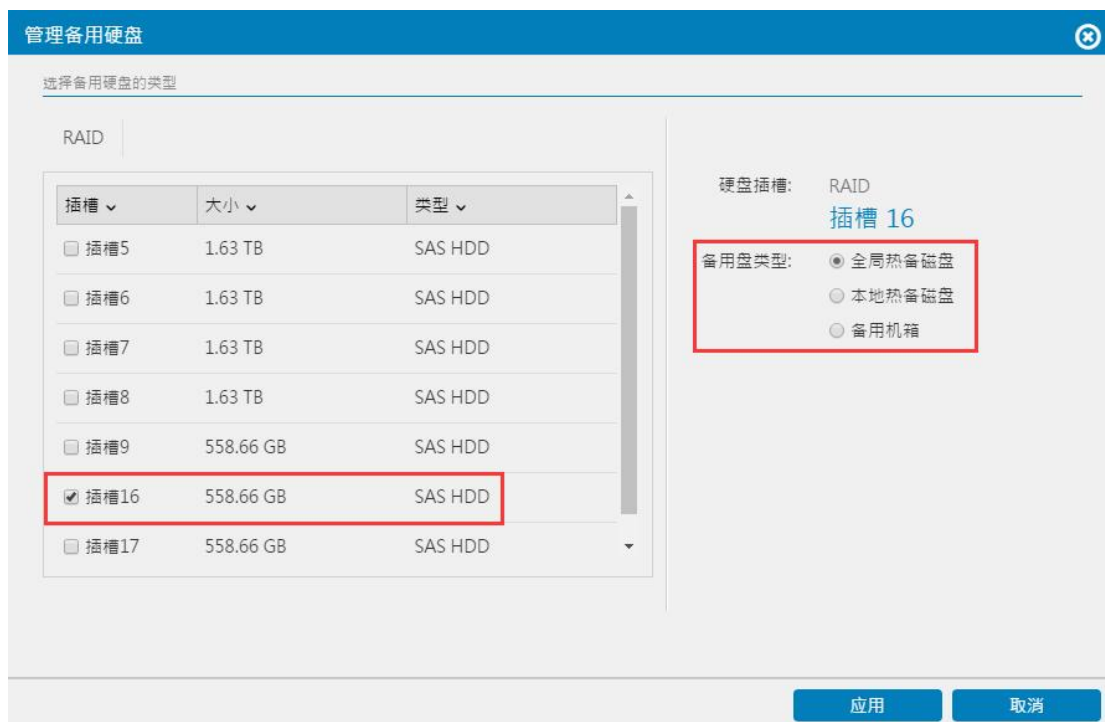 管理备用硬盘
选择备用硬盘的类型
RAID
插槽 大小 类型
插槽5 1.63 TB SAS HDD
插槽6 1.63 TB SAS HDD
插槽7 1.63 TB SAS HDD
插槽8 1.63 TB SAS HDD
插槽9 558.66 GB SAS HDD
插槽16 558.66 GB SAS HDD
插槽17 558.66 GB SAS HDD
硬盘插槽: RAID
插槽 16
备用盘类型: 全局热备磁盘
本地热备磁盘
备用机箱
应用 取消